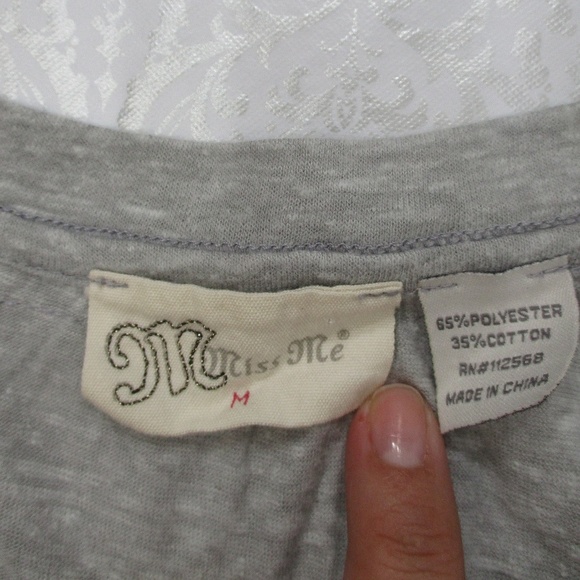 M Miss Me®
M
65%POLYESTER
35%COTTON
RN#112568
MADE IN CHINA